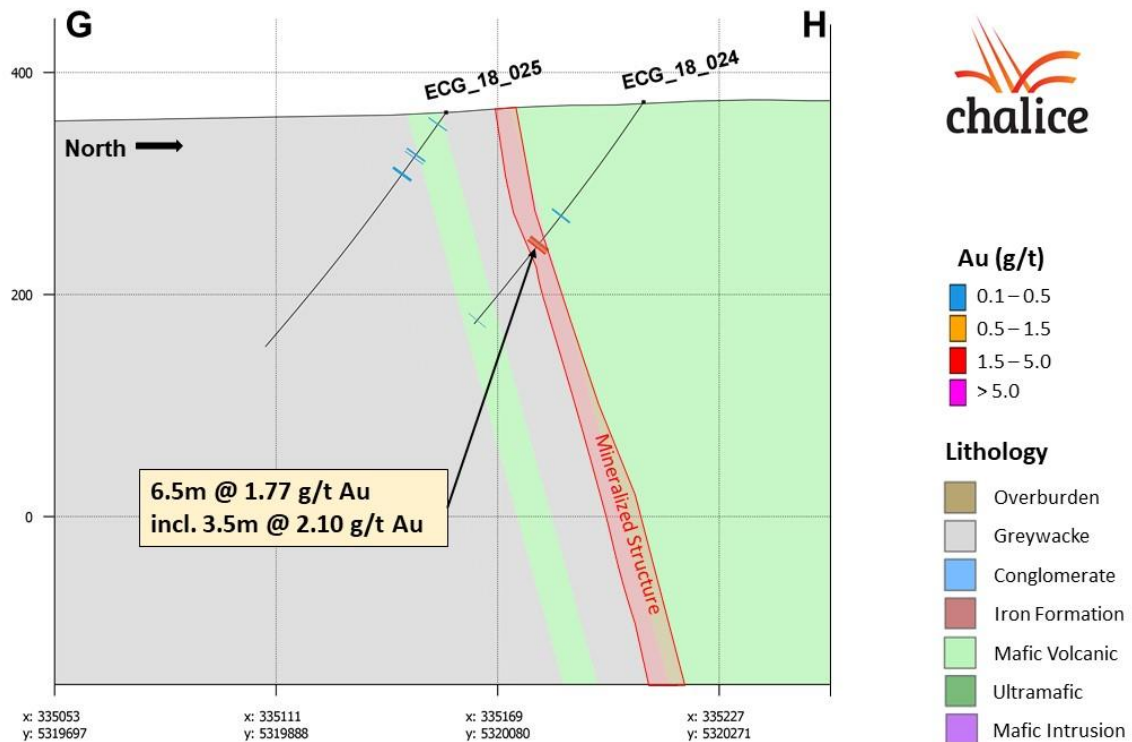 G
H
400
ECG_18_025
ECG_18_024
North
200
0
6.5m @ 1.77 g/t Au
incl. 3.5m @ 2.10 g/t Au
Mineralized Structure
x: 335053
y: 5319697
x: 335111
y: 5319888
x: 335169
y: 5320080
x: 335227
y: 5320271
chalice
Au (g/t)
0.1–0.5
0.5–1.5
1.5–5.0
> 5.0
Lithology
Overburden
Greywacke
Conglomerate
Iron Formation
Mafic Volcanic
Ultramafic
Mafic Intrusion